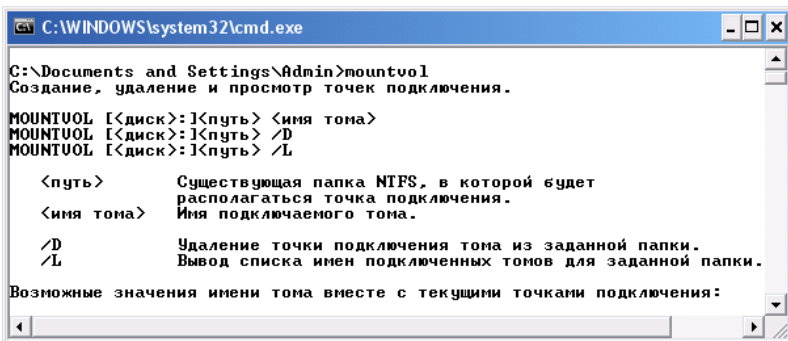 C:\WINDOWS\system32\cmd.exe
C:\Documents and Settings\Admin>mountvol
Создание, удаление и просмотр точек подключения.
MOUNTVOL [<диск>:]<путь> <имя тома>
MOUNTVOL [<диск>:]<путь> /D
MOUNTVOL [<диск>:]<путь> /L
<путь> Существующая папка NTFS, в которой будет
располагаться точка подключения.
<имя тома> Имя подключаемого тома.
/D Удаление точки подключения тома из заданной папки.
/L Вывод списка имен подключенных томов для заданной папки.
Возможные значения имени тома вместе с текущими точками подключения: